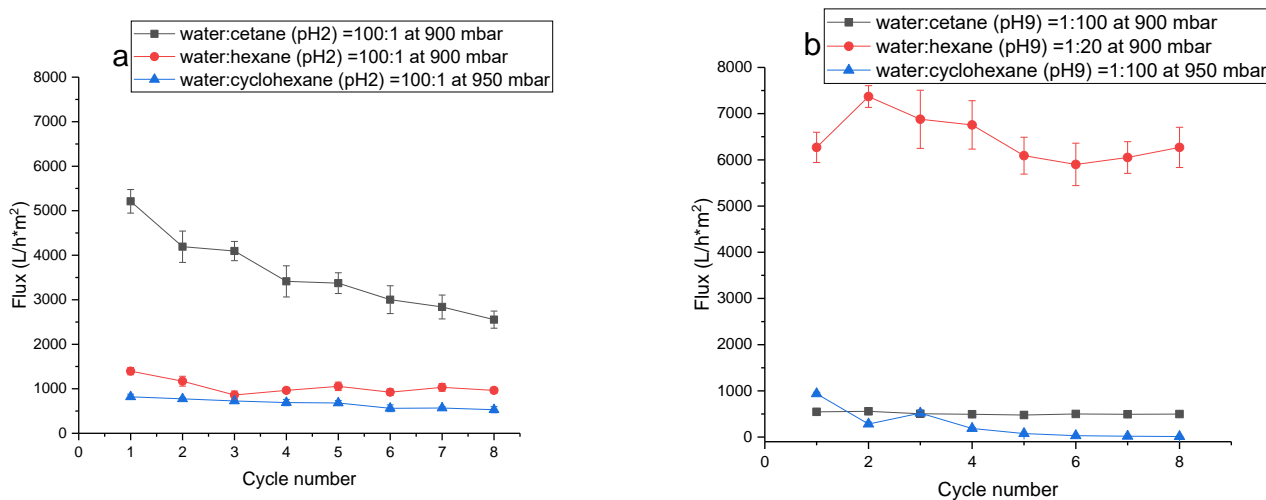 a
water:cetane (pH2) =100:1 at 900 mbar
water:hexane (pH2) =100:1 at 900 mbar
water:cyclohexane (pH2) =100:1 at 950 mbar
8000
7000
6000
5000
4000
3000
2000
1000
0
Flux (L/h*m²)
0 1 2 3 4 5 6 7 8
Cycle number
b
water:cetane (pH9) =1:100 at 900 mbar
water:hexane (pH9) =1:20 at 900 mbar
water:cyclohexane (pH9) =1:100 at 950 mbar
8000
7000
6000
5000
4000
3000
2000
1000
0
Flux (L/h*m²)
0 2 4 6 8
Cycle number